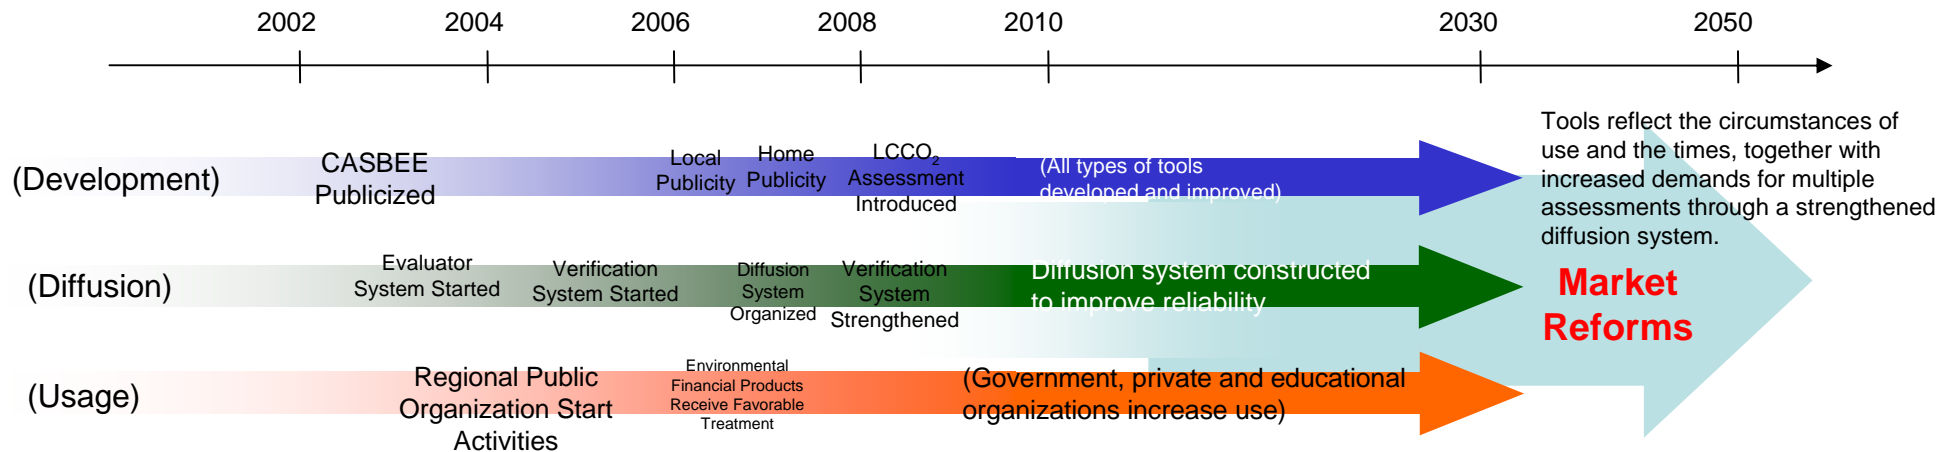 2002 2004 2006 2008 2010 2030 2050
(Development)
CASBEE
Publicized
Local
Publicity
Home
Publicity
LCCO₂
Assessment
Introduced
(All types of tools
developed and improved)
Tools reflect the circumstances of
use and the times, together with
increased demands for multiple
assessments through a strengthened
diffusion system.
(Diffusion)
Evaluator
System Started
Verification
System Started
Diffusion
System
Organized
Verification
System
Strengthened
Diffusion system constructed
to improve reliability
Market
Reforms
(Usage)
Regional Public
Organization Start
Activities
Environmental
Financial Products
Receive Favorable
Treatment
(Government, private and educational
organizations increase use)